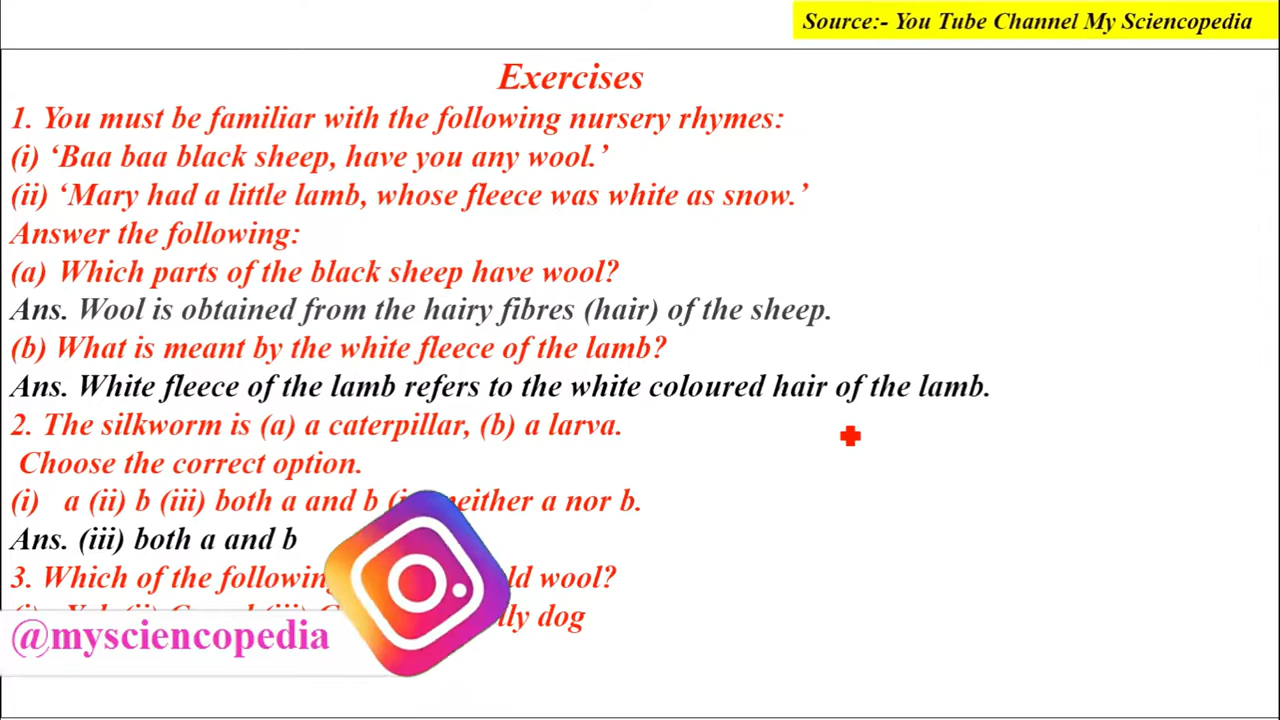 Source:- You Tube Channel My Sciencopedia
Exercises
1. You must be familiar with the following nursery rhymes:
(i) ‘Baa baa black sheep, have you any wool.’
(ii) ‘Mary had a little lamb, whose fleece was white as snow.’
Answer the following:
(a) Which parts of the black sheep have wool?
Ans. Wool is obtained from the hairy fibres (hair) of the sheep.
(b) What is meant by the white fleece of the lamb?
Ans. White fleece of the lamb refers to the white coloured hair of the lamb.
2. The silkworm is (a) a caterpillar, (b) a larva.
Choose the correct option.
(i) a (ii) b (iii) both a and b neither a nor b.
Ans. (iii) both a and b
3. Which of the following wool?
dog
@mysciencopedia